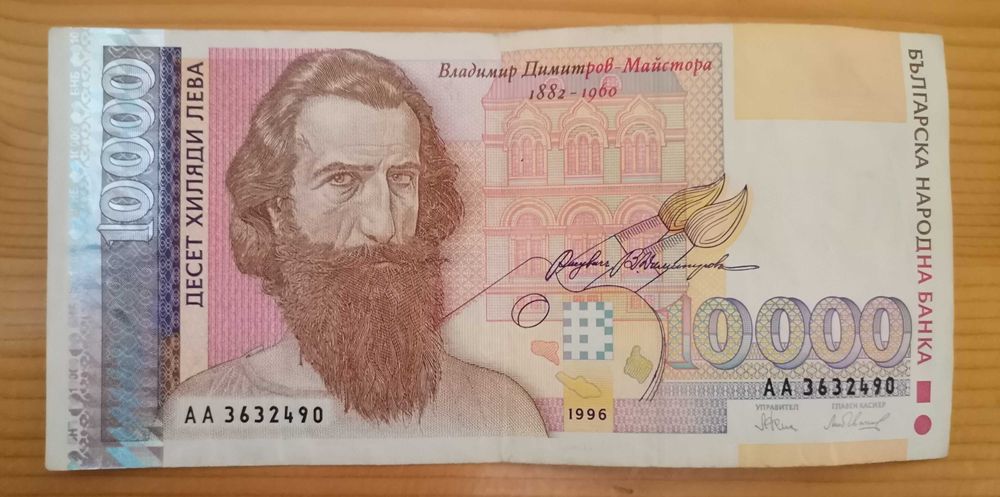 10000
ДЕСЕТ ХИЛЯДИ ЛЕВА
Владимир Димитров-Майстора
1882-1960
БЪЛГАРСКА НАРОДНА БАНКА
10000
АА 3632490
АА 3632490
1996
УПРАВИТЕЛ
ГЛАВЕН КАСИЕР